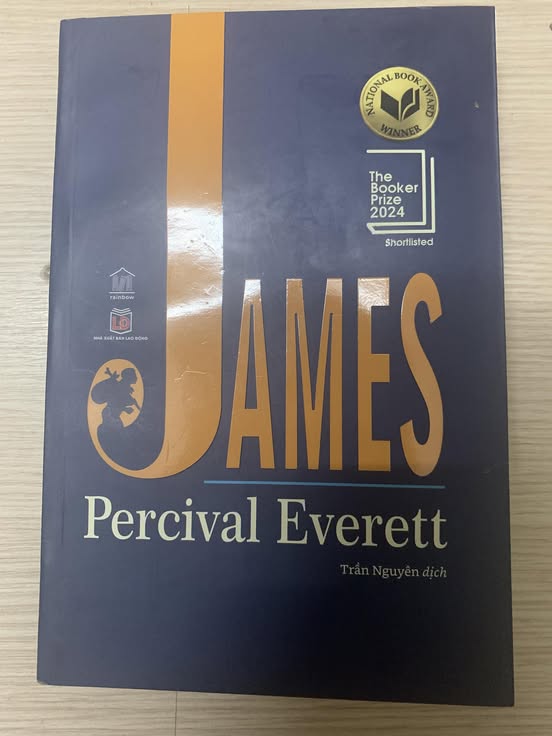 NATIONAL BOOK AWARD
WINNER
The
Booker
Prize
2024
Shortlisted
rainbow
NHÀ XUẤT BẢN LAO ĐỘNG
JAMES
Percival Everett
Trần Nguyên dịch